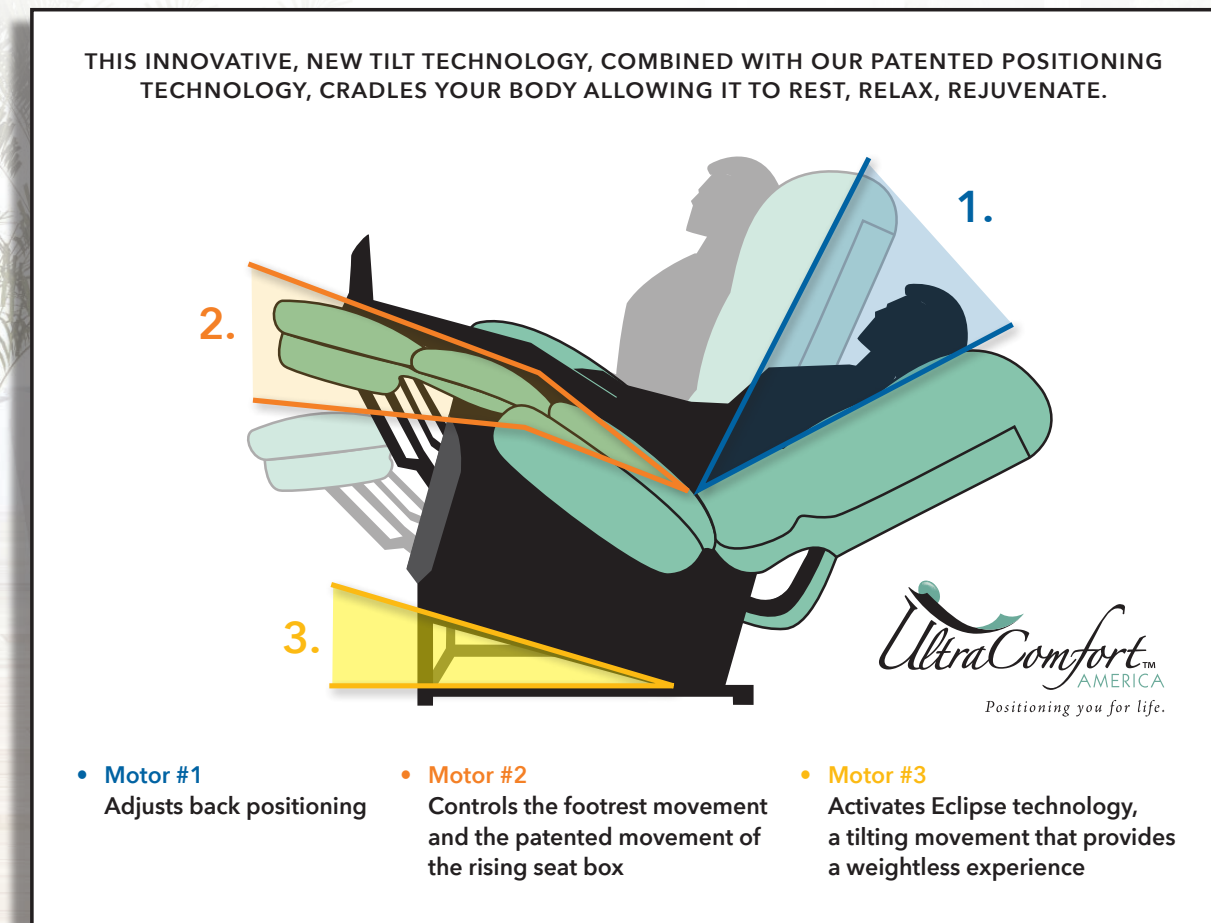 THIS INNOVATIVE, NEW TILT TECHNOLOGY, COMBINED WITH OUR PATENTED POSITIONING
TECHNOLOGY, CRADLES YOUR BODY ALLOWING IT TO REST, RELAX, REJUVENATE.
1.
2.
3.
UltraComfort™
AMERICA
Positioning you for life.
• Motor #1
Adjusts back positioning
• Motor #2
Controls the footrest movement
and the patented movement of
the rising seat box
• Motor #3
Activates Eclipse technology,
a tilting movement that provides
a weightless experience